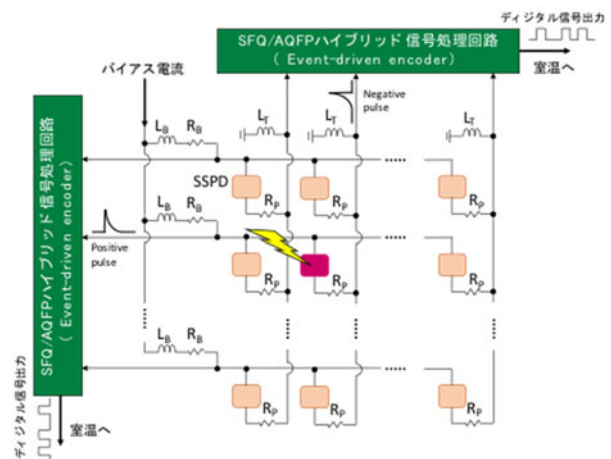 ディジタル信号出力
SFQ/AQFPハイブリッド信号処理回路
( Event-driven encoder)
室温へ
バイアス電流
Negative
pulse
LT
LT
LT
LB
RB
SSPD
RP
RP
RP
SFQ/AQFPハイブリッド信号処理回路
( Event-driven encoder)
Positive
pulse
LB
RB
RP
RP
RP
LB
RB
RP
RP
RP
ディジタル信号出力
室温へ